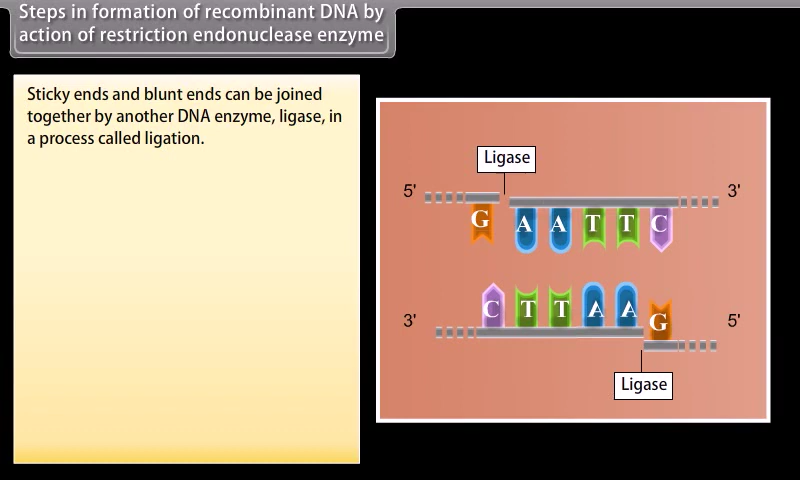 Steps in formation of recombinant DNA by
action of restriction endonuclease enzyme
Sticky ends and blunt ends can be joined
together by another DNA enzyme, ligase, in
a process called ligation.
Ligase
5' 3'
G A A T T C
C T T A A G
3' 5'
Ligase